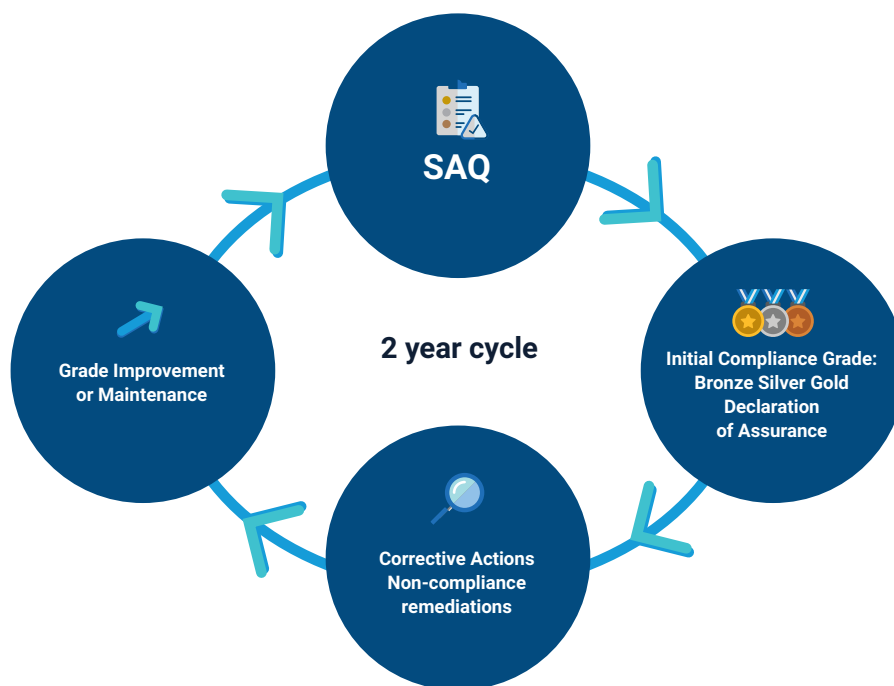 SAQ
Initial Compliance Grade:
Bronze Silver Gold
Declaration
of Assurance
2 year cycle
Grade Improvement
or Maintenance
Corrective Actions
Non-compliance
remediations